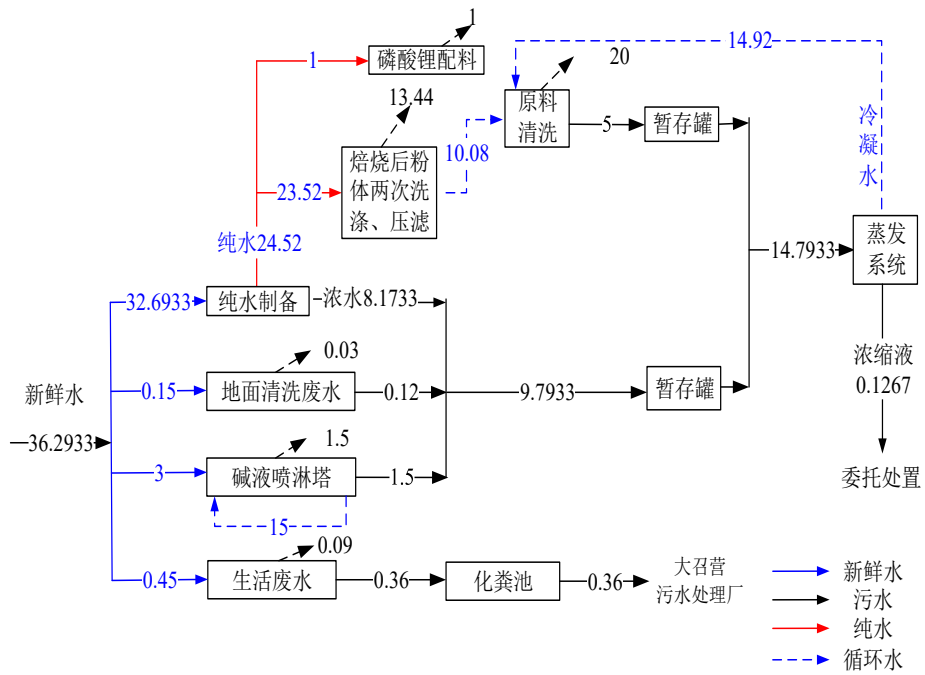 1
1
磷酸锂配料
14.92
20
13.44
原料
清洗
5
暂存罐
冷
凝
水
10.08
焙烧后粉
体两次洗
涤、压滤
23.52
纯水24.52
14.7933
蒸发
系统
32.6933
纯水制备
浓水8.1733
0.03
浓缩液
0.1267
新鲜水
0.15
地面清洗废水
0.12
9.7933
暂存罐
36.2933
1.5
3
碱液喷淋塔
1.5
委托处置
15
0.09
0.45
生活废水
0.36
化粪池
0.36
大召营
污水处理厂
新鲜水
污水
纯水
循环水